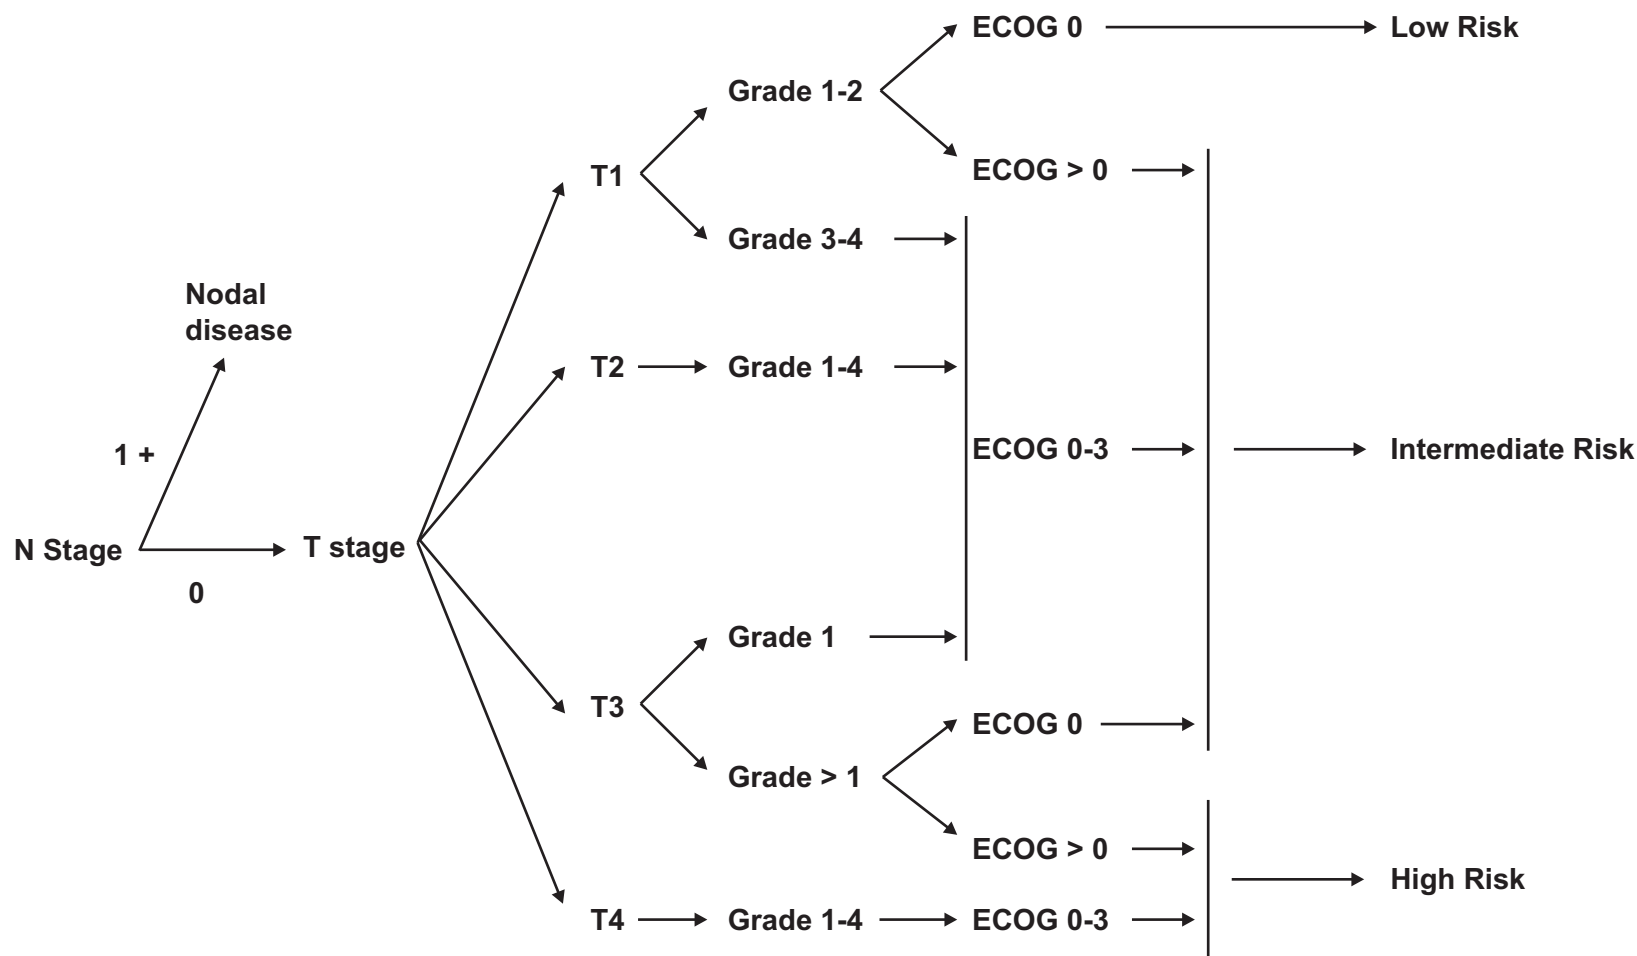 ECOG 0
Low Risk
Grade 1-2
ECOG > 0
T1
Grade 3-4
Nodal
disease
T2
Grade 1-4
1 +
ECOG 0-3
Intermediate Risk
N Stage
T stage
0
Grade 1
T3
ECOG 0
Grade > 1
ECOG > 0
High Risk
T4
Grade 1-4
ECOG 0-3